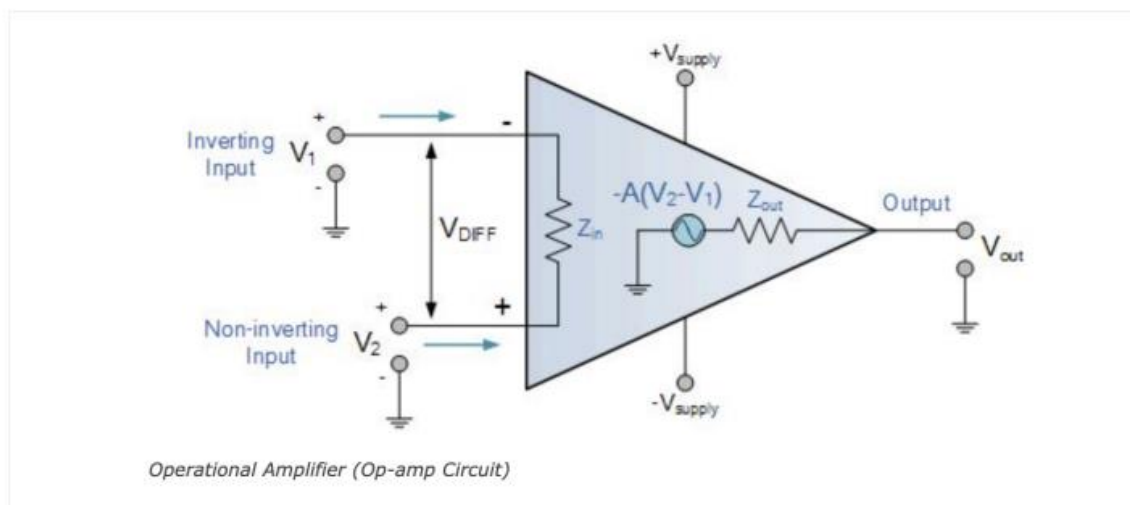 +Vsupply
+
-
Inverting
Input
V1
-
-A(V2-V1)
Zout
Output
VDIFF
Zin
Vout
+
+
Non-inverting
Input
V2
-
-Vsupply
Operational Amplifier (Op-amp Circuit)